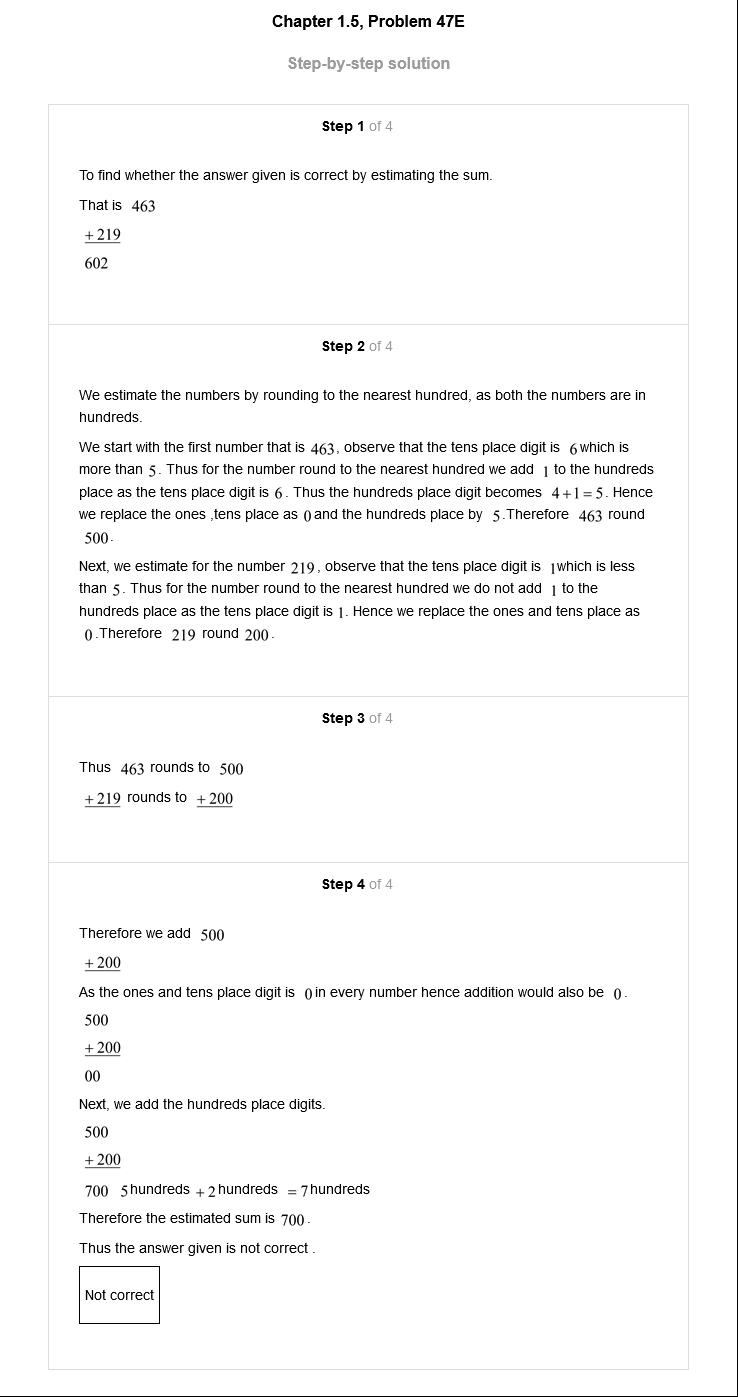 Chapter 1.5, Problem 47E
Step-by-step solution
Step 1 of 4
To find whether the answer given is correct by estimating the sum.
That is 463
+219
602
Step 2 of 4
We estimate the numbers by rounding to the nearest hundred, as both the numbers are in
hundreds.
We start with the first number that is 463, observe that the tens place digit is 6 which is
more than 5. Thus for the number round to the nearest hundred we add 1 to the hundreds
place as the tens place digit is 6. Thus the hundreds place digit becomes 4+1=5. Hence
we replace the ones ,tens place as 0 and the hundreds place by 5.Therefore 463 round
500.
Next, we estimate for the number 219, observe that the tens place digit is 1which is less
than 5. Thus for the number round to the nearest hundred we do not add 1 to the
hundreds place as the tens place digit is 1. Hence we replace the ones and tens place as
0.Therefore 219 round 200.
Step 3 of 4
Thus 463 rounds to 500
+219 rounds to +200
Step 4 of 4
Therefore we add 500
+200
As the ones and tens place digit is 0 in every number hence addition would also be 0.
500
+200
00
Next, we add the hundreds place digits.
500
+200
700 5 hundreds +2 hundreds =7 hundreds
Therefore the estimated sum is 700.
Thus the answer given is not correct .
Not correct